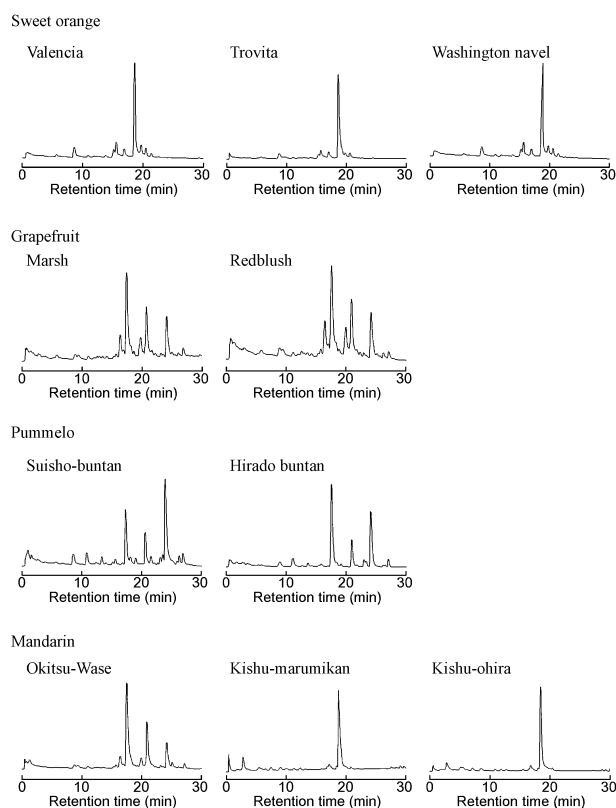 Sweet orange
Valencia
Trovita
Washington navel
0 10 20 30
Retention time (min)
0 10 20 30
Retention time (min)
0 10 20 30
Retention time (min)
Grapefruit
Marsh
Redblush
0 10 20 30
Retention time (min)
0 10 20 30
Retention time (min)
Pummelo
Suisho-buntan
Hirado buntan
0 10 20 30
Retention time (min)
0 10 20 30
Retention time (min)
Mandarin
Okitsu-Wase
Kishu-marumikan
Kishu-ohira
0 10 20 30
Retention time (min)
0 10 20 30
Retention time (min)
0 10 20 30
Retention time (min)